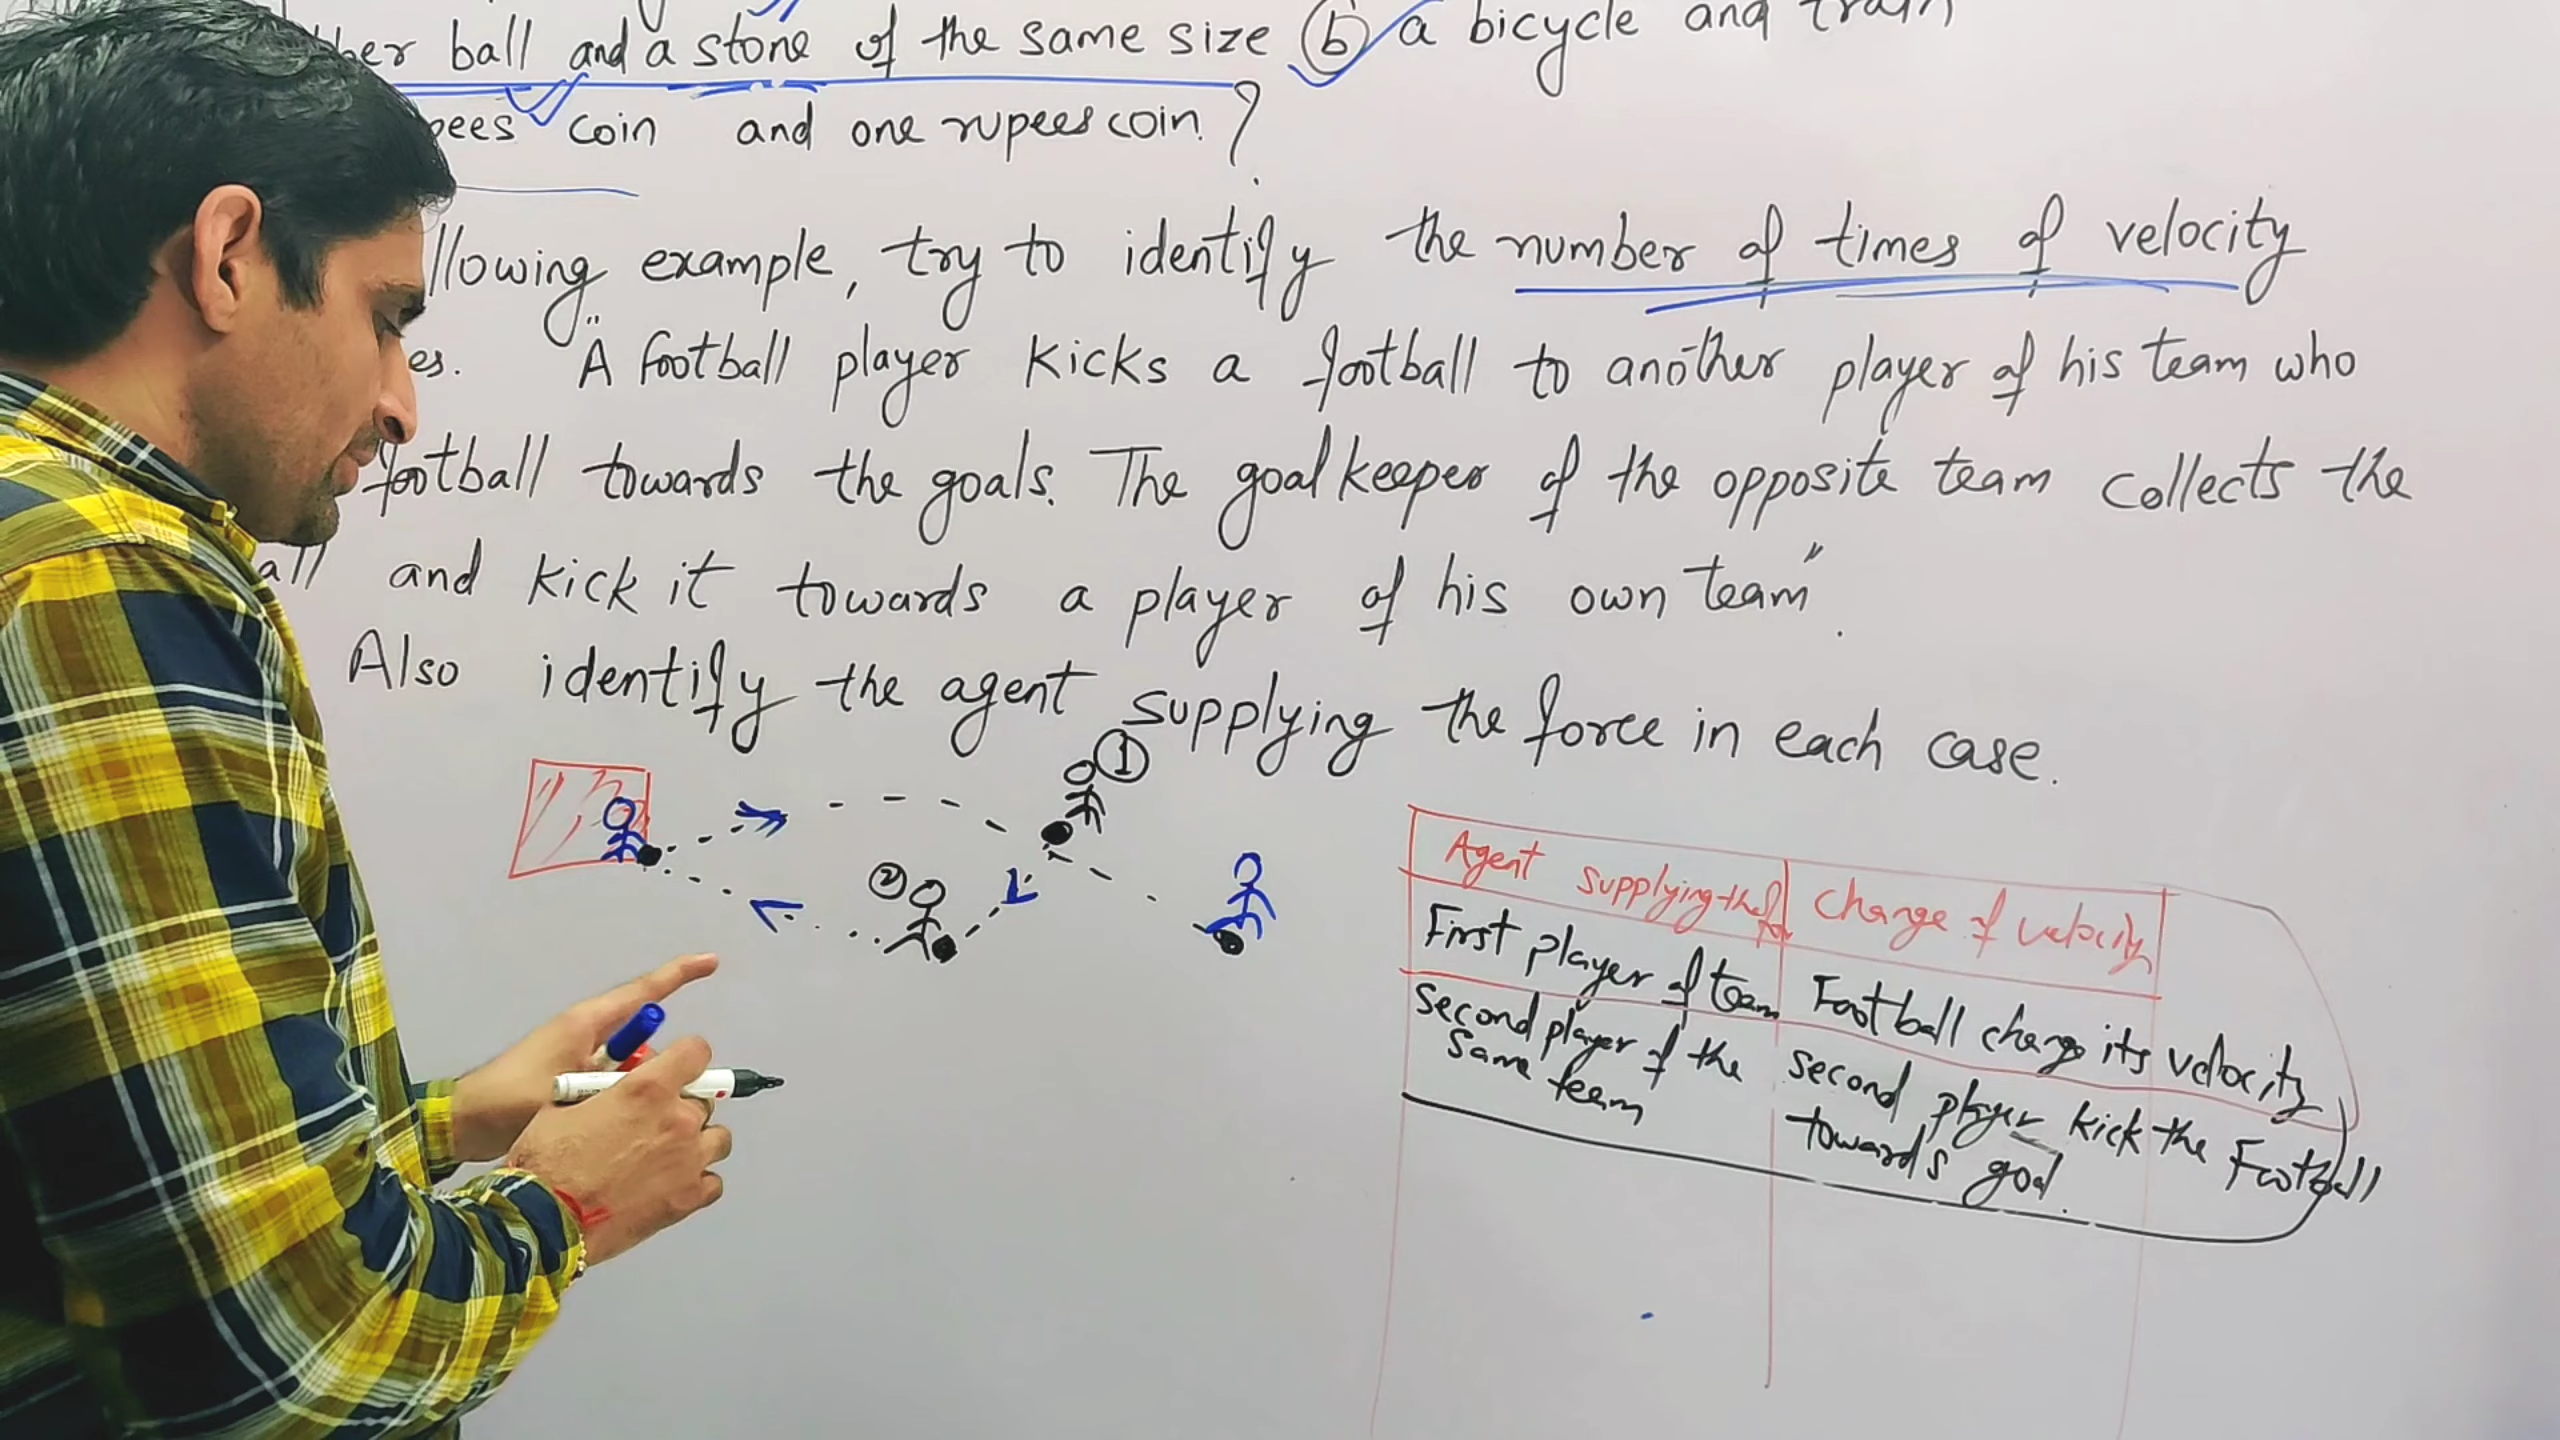 ber ball and a stone of the same size (b) a bicycle and train
pees coin and one rupees coin ?
llowing example, try to identify the number of times of velocity
es. "A football player kicks a football to another player of his team who
football towards the goals. The goalkeeper of the opposite team collects the
all and kick it towards a player of his own team".
Also identify the agent supplying the force in each case.
1
2
Agent supplying the
Change of velocity
First player of team
Football change its velocity
second player of the
same team
second player kick the Football
towards goal.